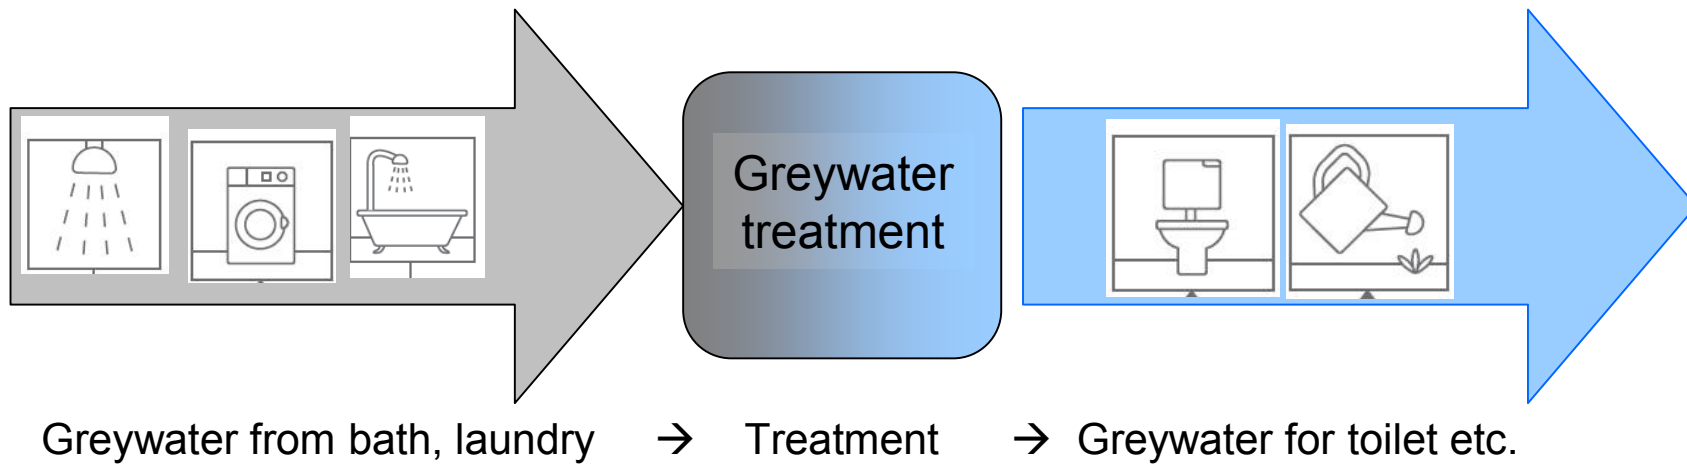 Greywater
treatment
Greywater from bath, laundry → Treatment → Greywater for toilet etc.